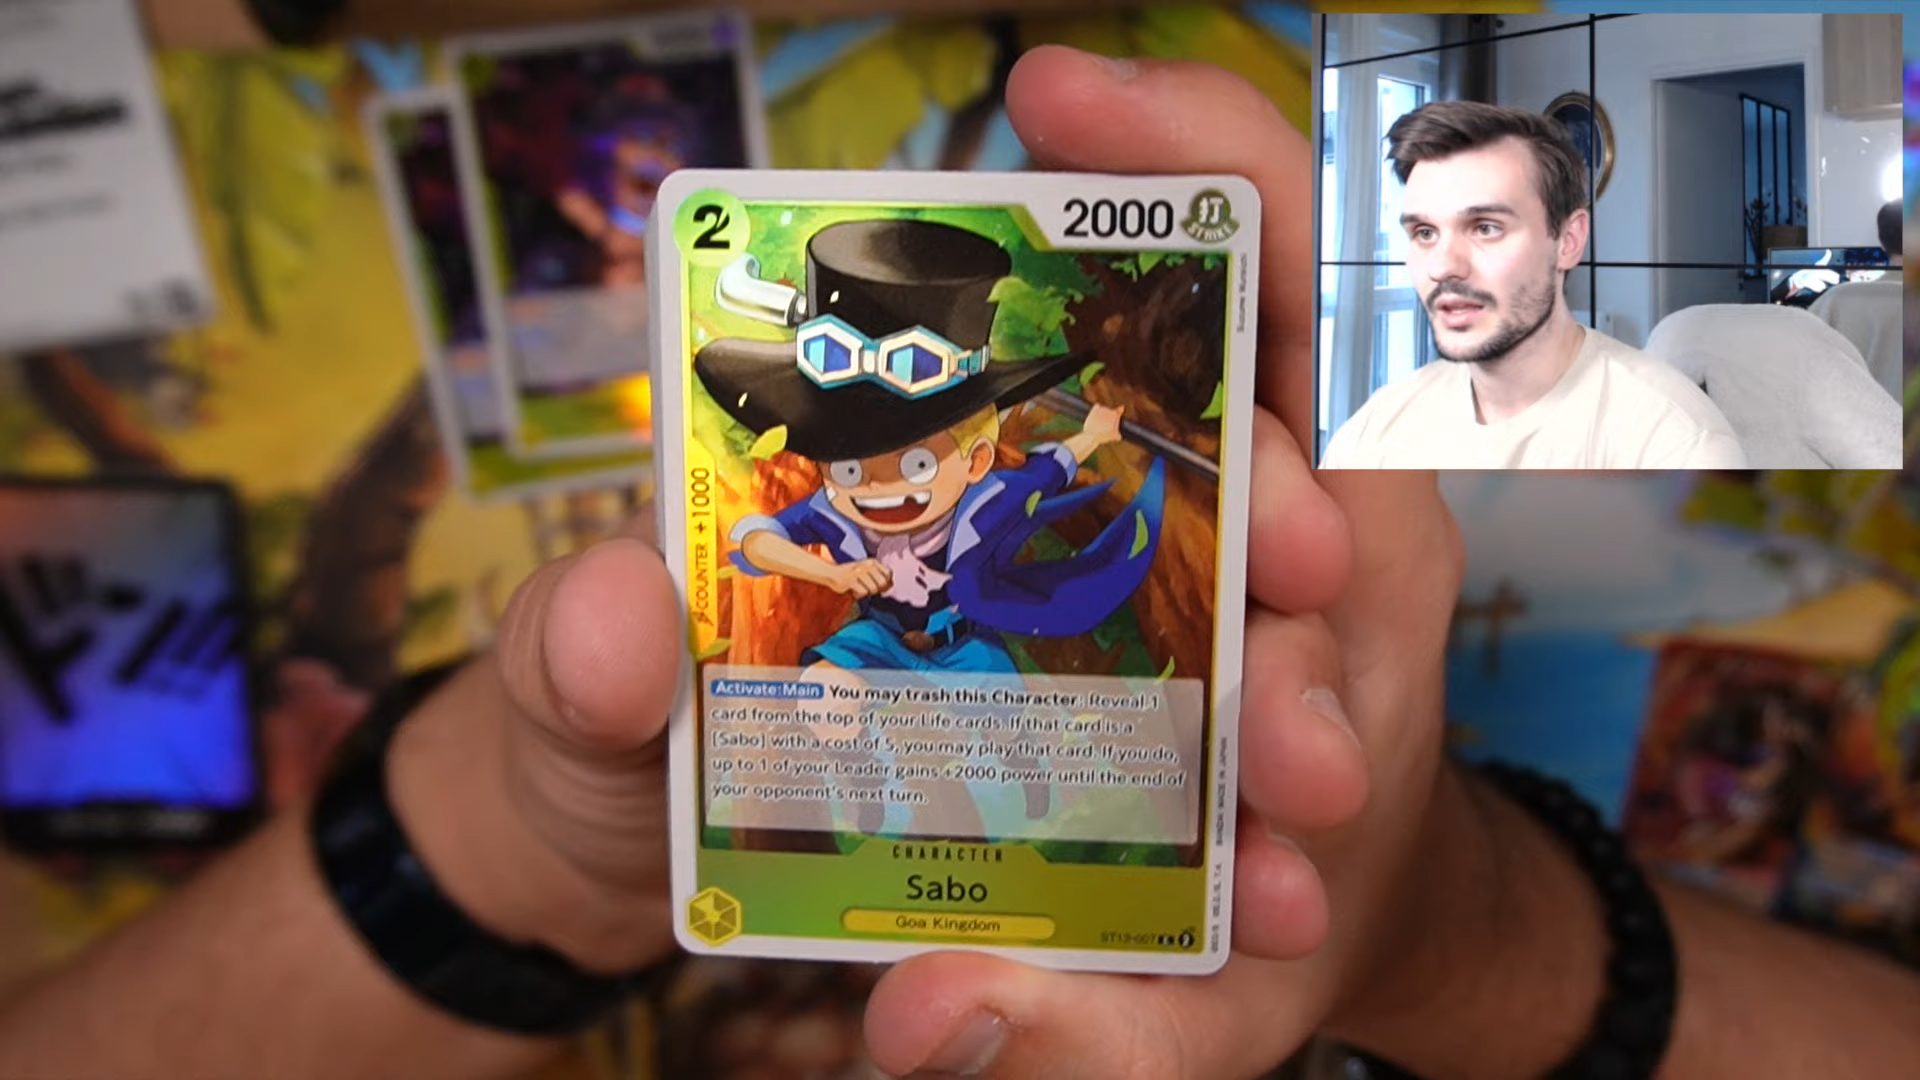 2
2000
打
STRIKE
COUNTER +1000
Activate: Main You may trash this Character: Reveal 1
card from the top of your Life cards. If that card is a
[Sabo] with a cost of 5, you may play that card. If you do,
up to 1 of your Leader gains +2000 power until the end of
your opponent's next turn.
CHARACTER
Sabo
Goa Kingdom
ST13-007